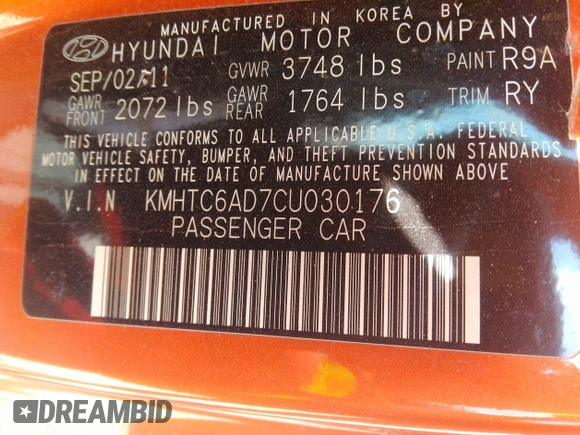 MANUFACTURED IN KOREA BY
HYUNDAI MOTOR COMPANY
SEP/02/11 GVWR 3748 lbs PAINT R9A
GAWR FRONT 2072 lbs GAWR REAR 1764 lbs TRIM RY
THIS VEHICLE CONFORMS TO ALL APPLICABLE U.S.A. FEDERAL
MOTOR VEHICLE SAFETY, BUMPER, AND THEFT PREVENTION STANDARDS
IN EFFECT ON THE DATE OF MANUFACTURE SHOWN ABOVE
V.I.N KMHTC6AD7CU030176
PASSENGER CAR
DREAMBID